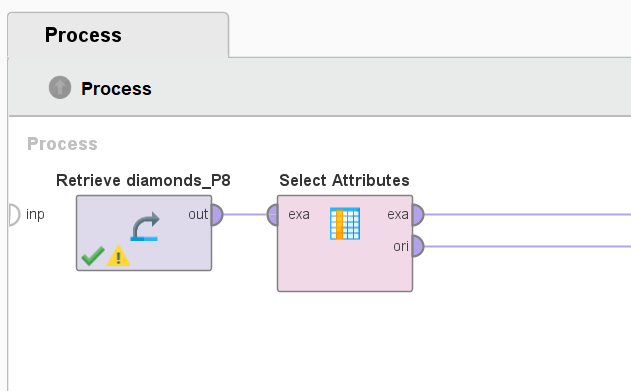 Process
Process
Process
Retrieve diamonds_P8
Select Attributes
inp
out
exa
exa
ori